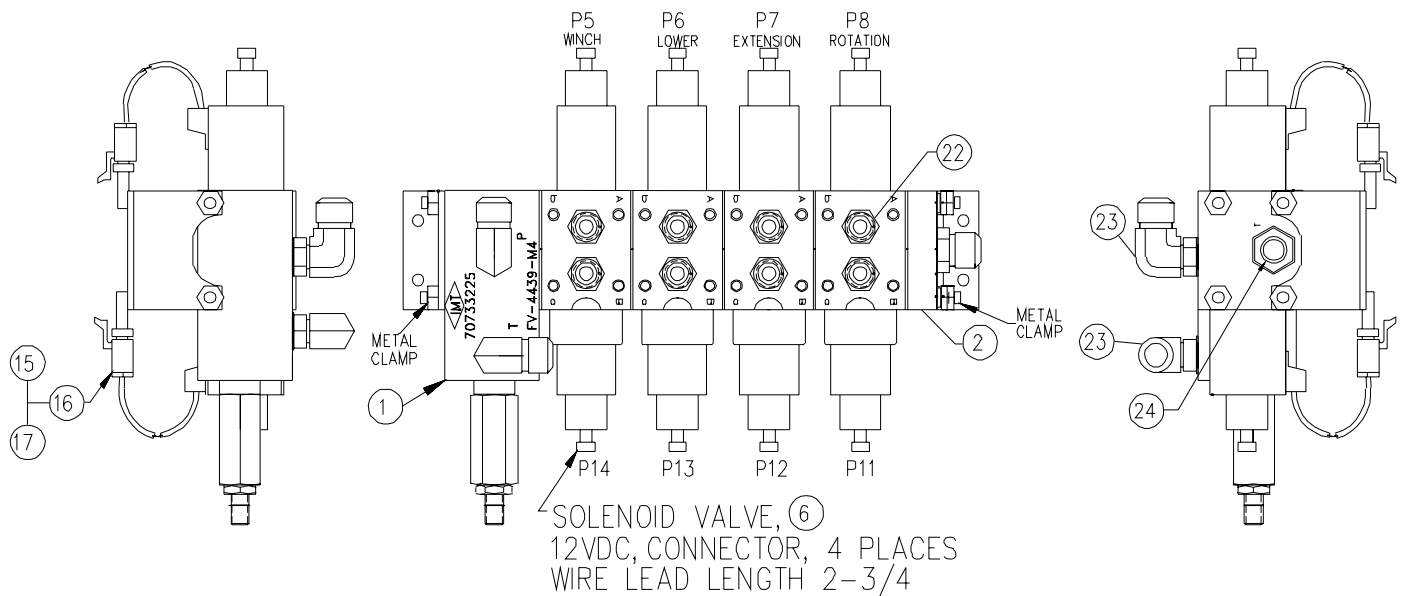 P5 P6 P7 P8
WINCH LOWER EXTENSION ROTATION
22
b A b A b A b A
T
23
P
IMT
70733225
FV-4439-M4
T
METAL
CLAMP
METAL
CLAMP
2
23
15
16
17
1
24
P14 P13 P12 P11
SOLENOID VALVE, 6
12VDC, CONNECTOR, 4 PLACES
WIRE LEAD LENGTH 2-3/4